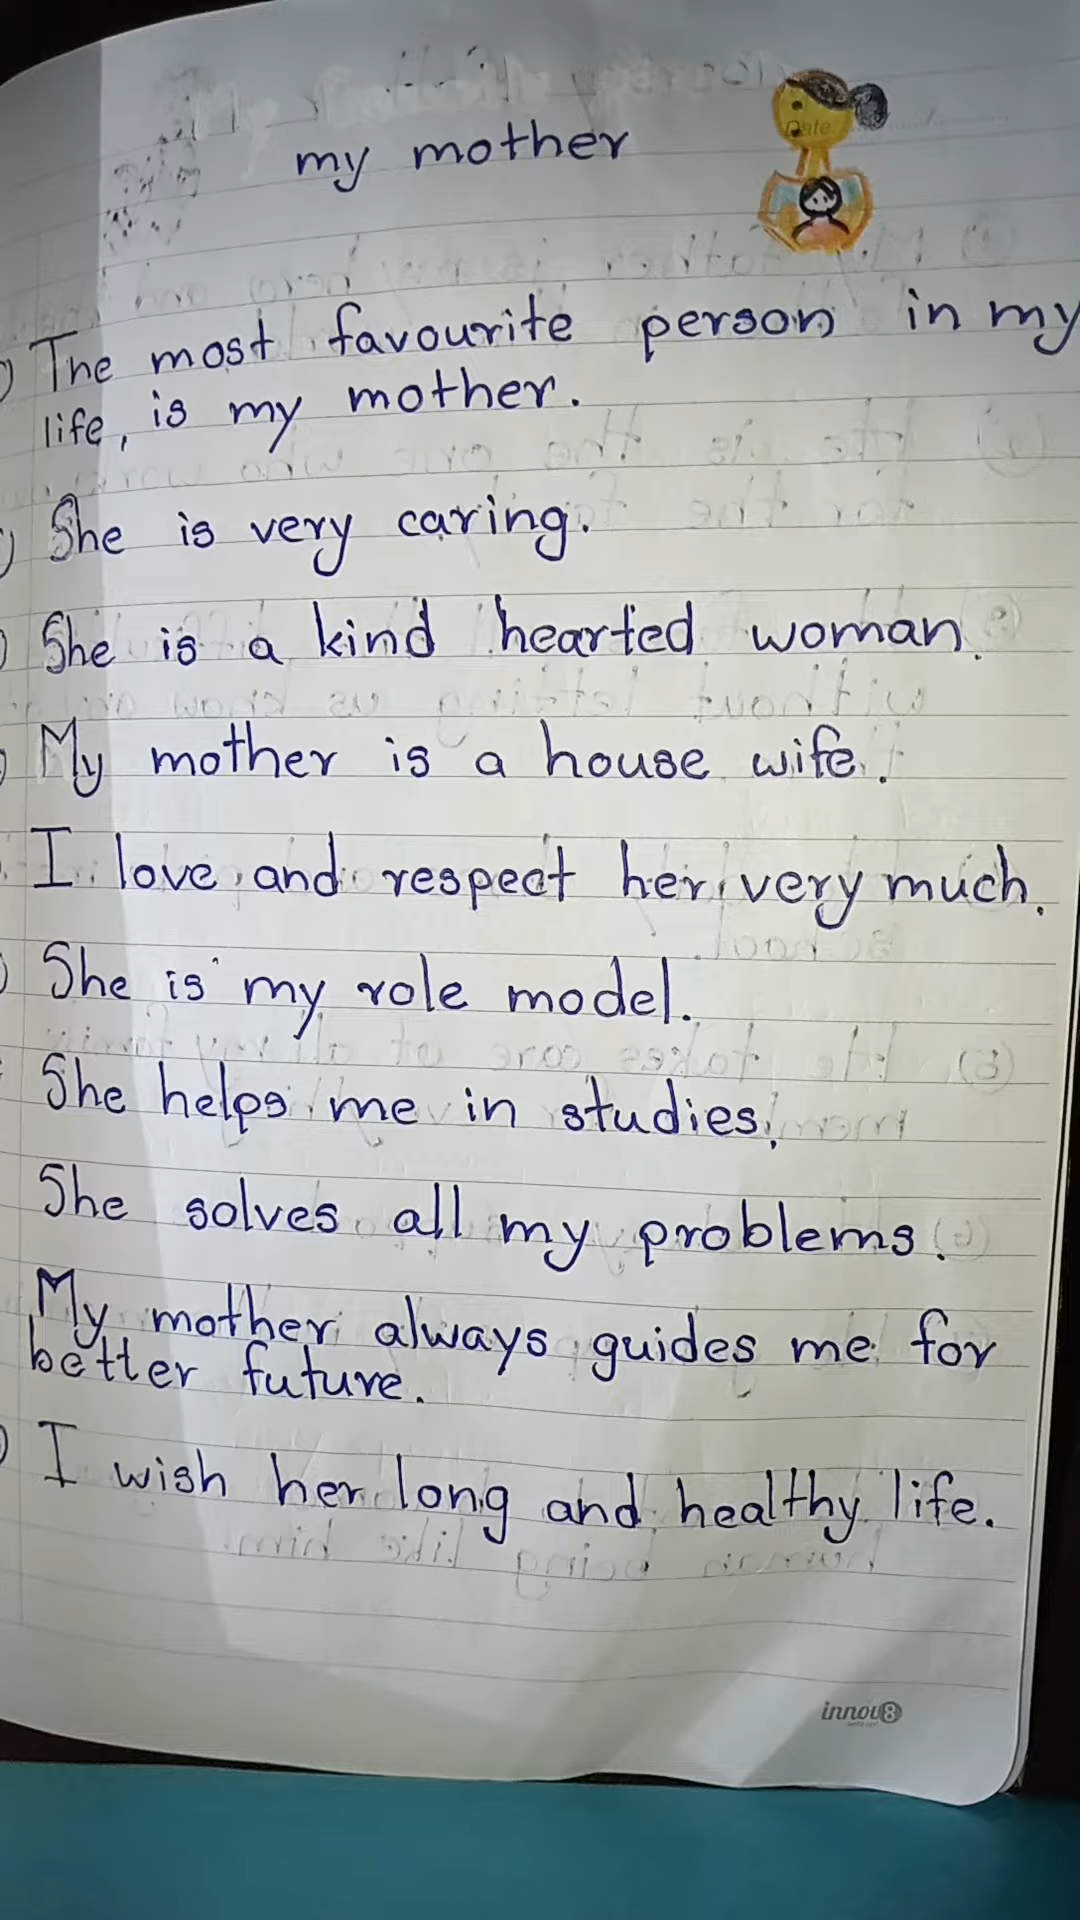 my mother
Date
The most favourite person in my
life, is my mother.
She is very caring.
She is a kind hearted woman.
My mother is a house wife.
I love and respect her very much.
She is my role model.
She helps me in studies.
She solves all my problems.
My mother always guides me for
better future.
I wish her long and healthy life.
innov8